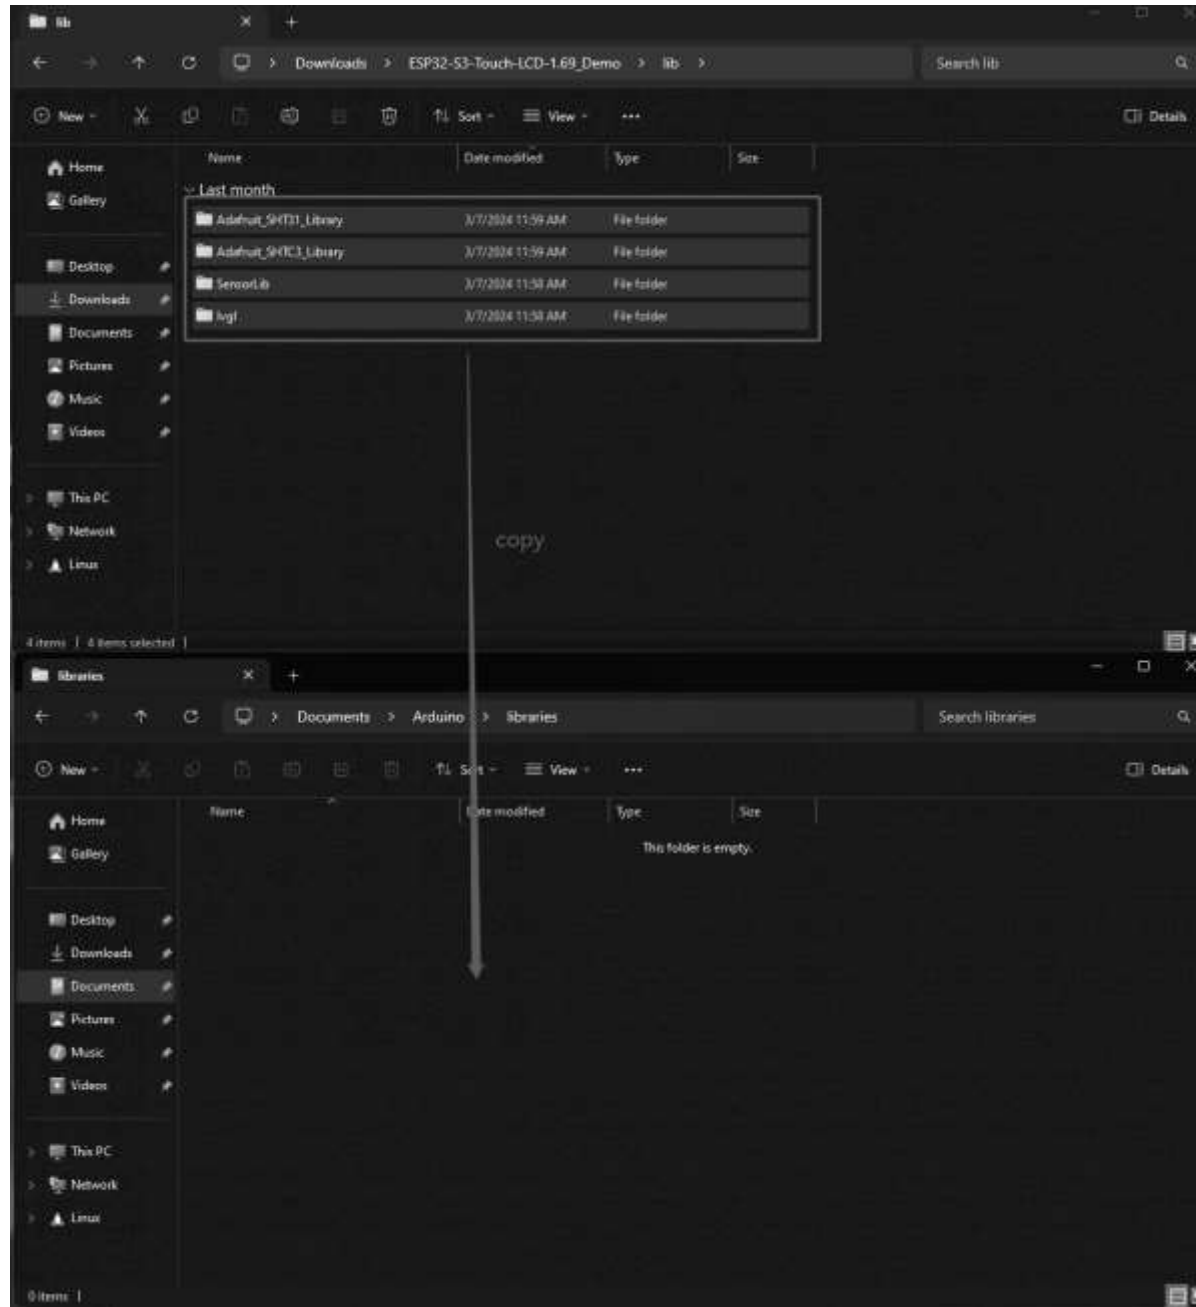 lib
Downloads > ESP32-S3-Touch-LCD-1.69_Demo > lib >
Search lib
New
Sort
View
Details
Name
Date modified
Type
Size
Home
Gallery
Last month
Adafruit_SHT31_Library 3/7/2024 11:59 AM File folder
Adafruit_SHTC3_Library 3/7/2024 11:59 AM File folder
SensorLib 3/7/2024 11:58 AM File folder
lvgl 3/7/2024 11:58 AM File folder
Desktop
Downloads
Documents
Pictures
Music
Videos
This PC
Network
Linux
copy
4 items | 4 items selected |
libraries
Documents > Arduino > libraries
Search libraries
New
View
Details
Name
Type
Size
This folder is empty.
Home
Gallery
Desktop
Downloads
Documents
Pictures
Music
Videos
This PC
Network
Linux
0 items |